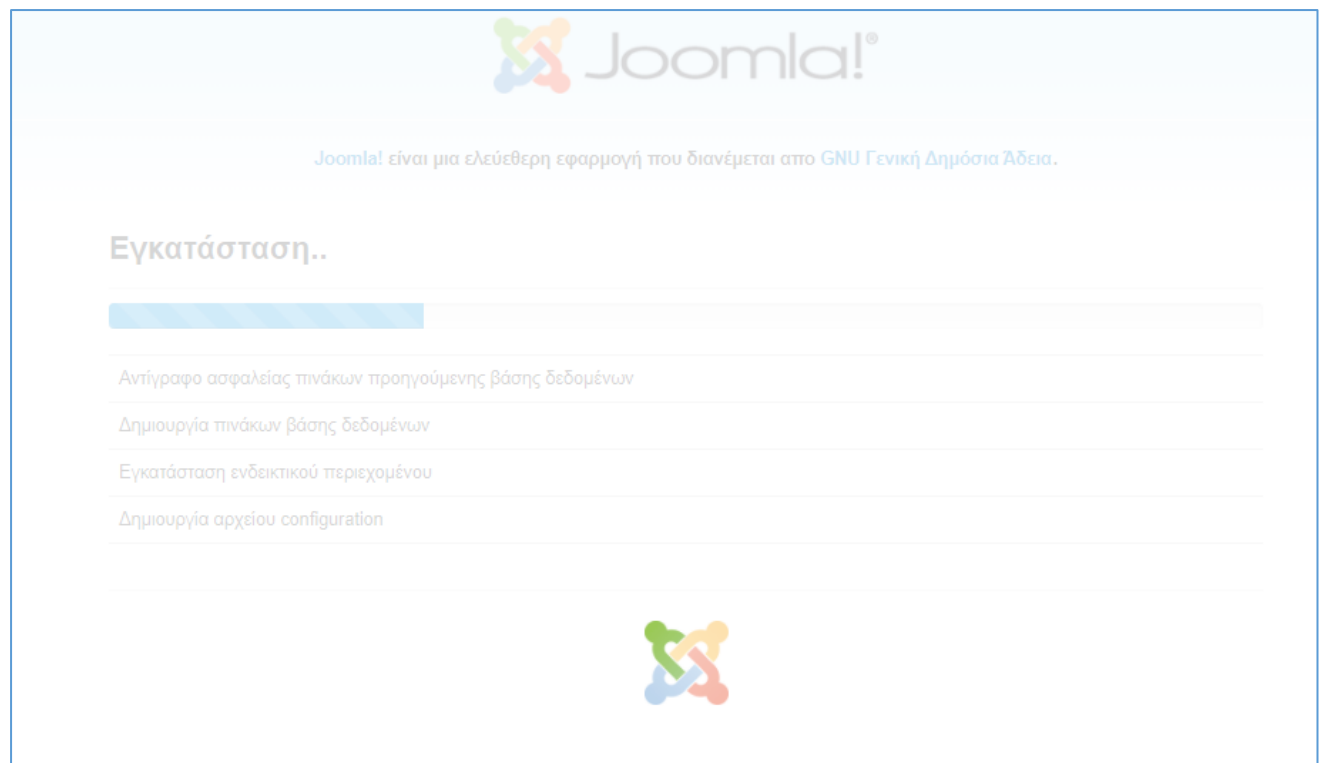 Joomla!®
Joomla! είναι μια ελεύεθερη εφαρμογή που διανέμεται απο GNU Γενική Δημόσια Άδεια.
Εγκατάσταση..
Αντίγραφο ασφαλείας πινάκων προηγούμενης βάσης δεδομένων
Δημιουργία πινάκων βάσης δεδομένων
Εγκατάσταση ενδεικτικού περιεχομένου
Δημιουργία αρχείου configuration